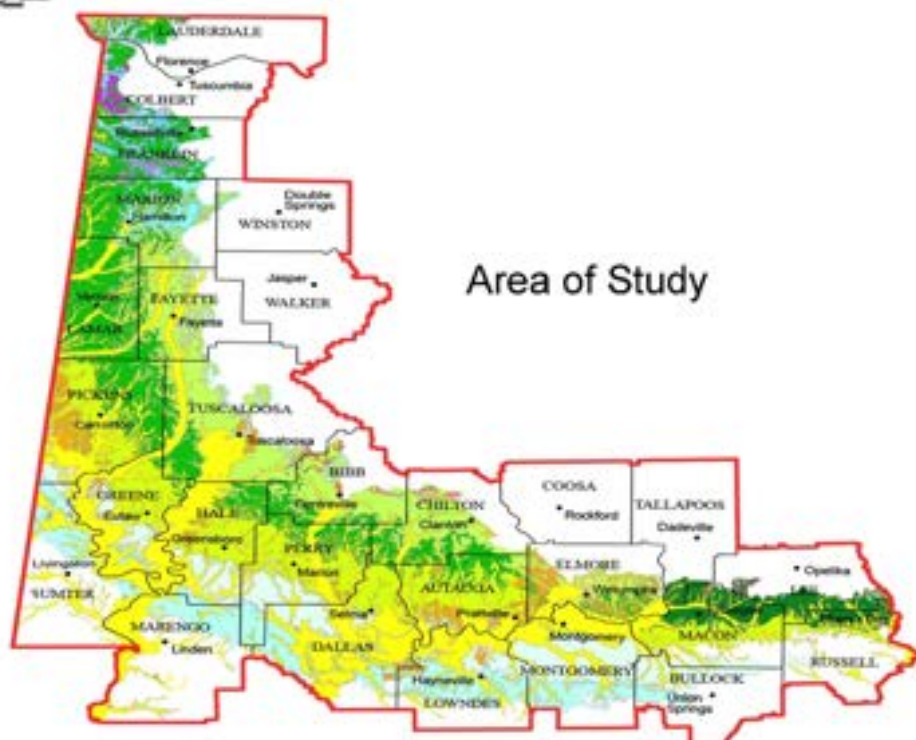 LAUDERDALE
Florence
Tuscumbia
COLBERT
Russellville
FRANKLIN
MARION
Hamilton
Double
Springs
WINSTON
Area of Study
Jasper
WALKER
Vernon
FAYETTE
LAMAR
Fayette
PICKENS
Carrollton
TUSCALOOSA
Tuscaloosa
BIBB
Centreville
COOSA
Rockford
TALLAPOOS
Dadeville
GREENE
Eutaw
HALE
Greensboro
CHILTON
Clanton
PERRY
Marion
ELMORE
Wetumpka
Opelika
LEE
Livingston
SUMTER
AUTAUGA
Prattville
Selma
Montgomery
MACON
MARENGO
Linden
DALLAS
MONTGOMERY
RUSSELL
Hayneville
LOWNDES
BULLOCK
Union
Springs